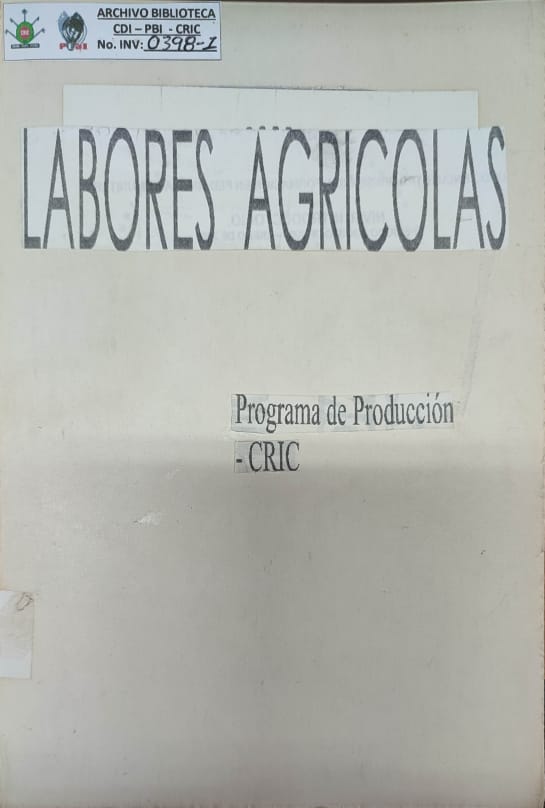 ARCHIVO BIBLIOTECA
CDI – PBI - CRIC
No. INV: 0398-1
LABORES AGRICOLAS
Programa de Producción
- CRIC